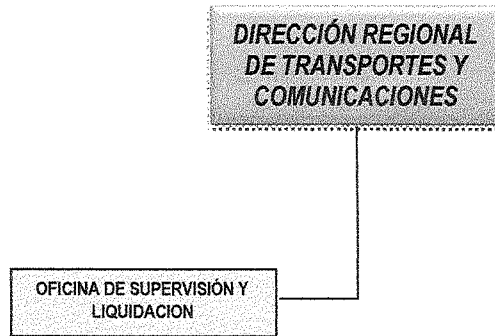 DIRECCIÓN REGIONAL
DE TRANSPORTES Y
COMUNICACIONES
OFICINA DE SUPERVISIÓN Y
LIQUIDACION